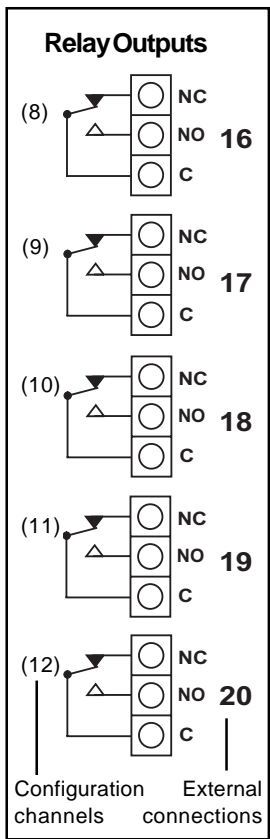 Relay Outputs
(8) NC
NO 16
C
(9) NC
NO 17
C
(10) NC
NO 18
C
(11) NC
NO 19
C
(12) NC
NO 20
C
Configuration External
channels connections